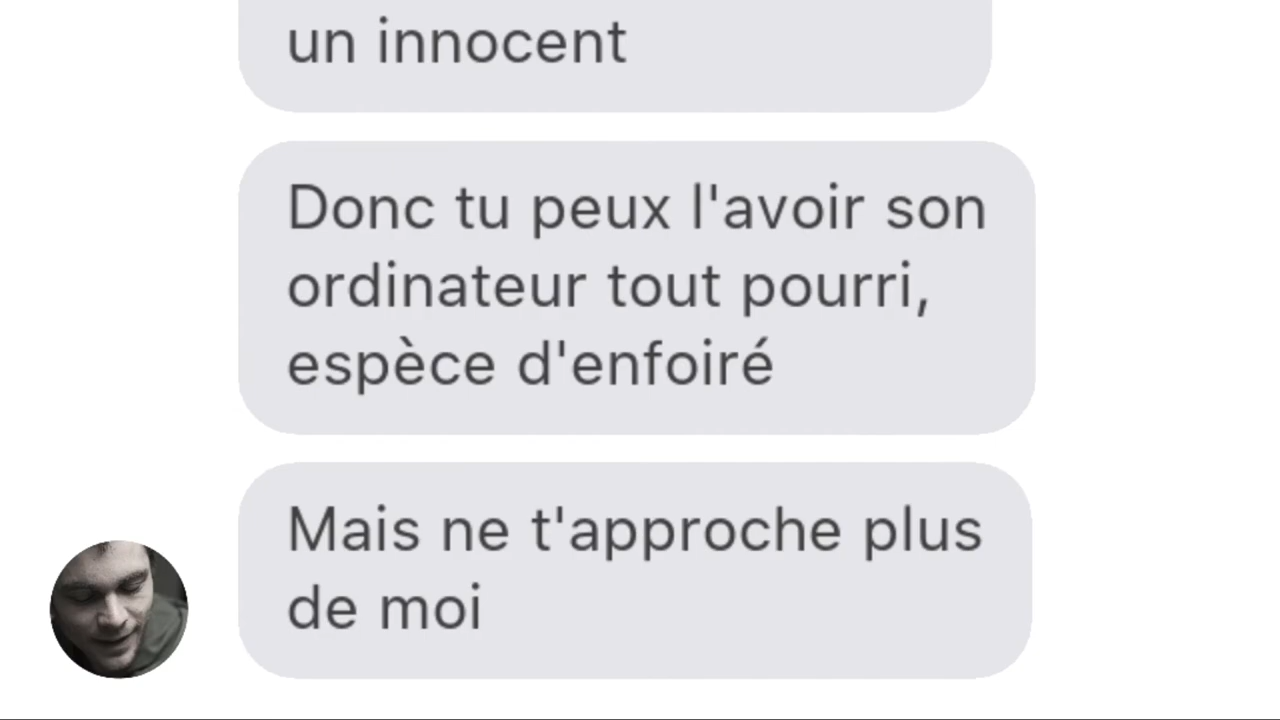 un innocent
Donc tu peux l'avoir son
ordinateur tout pourri,
espèce d'enfoiré
Mais ne t'approche plus
de moi